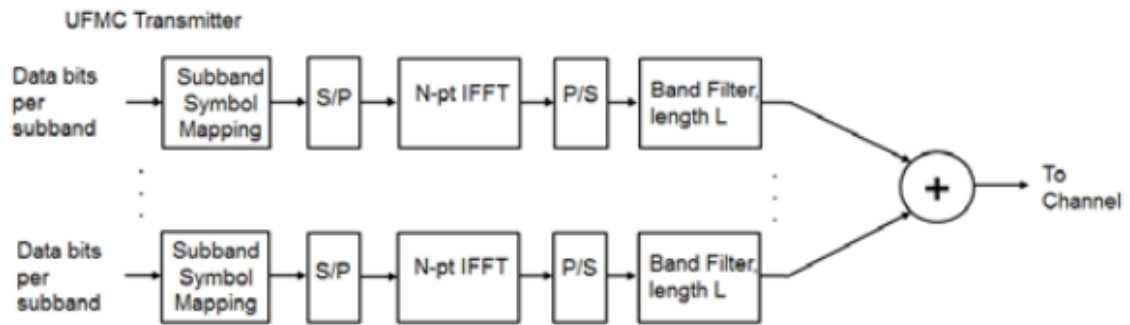 UFMC Transmitter
Data bits
per
subband
Subband
Symbol
Mapping
S/P
N-pt IFFT
P/S
Band Filter,
length L
+
To
Channel
Data bits
per
subband
Subband
Symbol
Mapping
S/P
N-pt IFFT
P/S
Band Filter,
length L